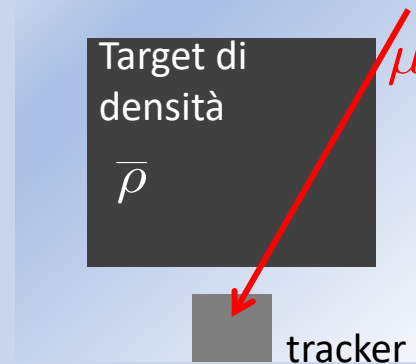 Target di
densità
μ
ρ̅
tracker